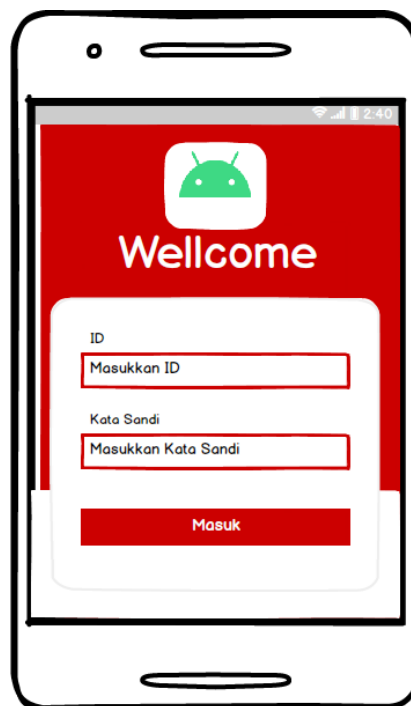 2:40
Wellcome
ID
Masukkan ID
Kata Sandi
Masukkan Kata Sandi
Masuk